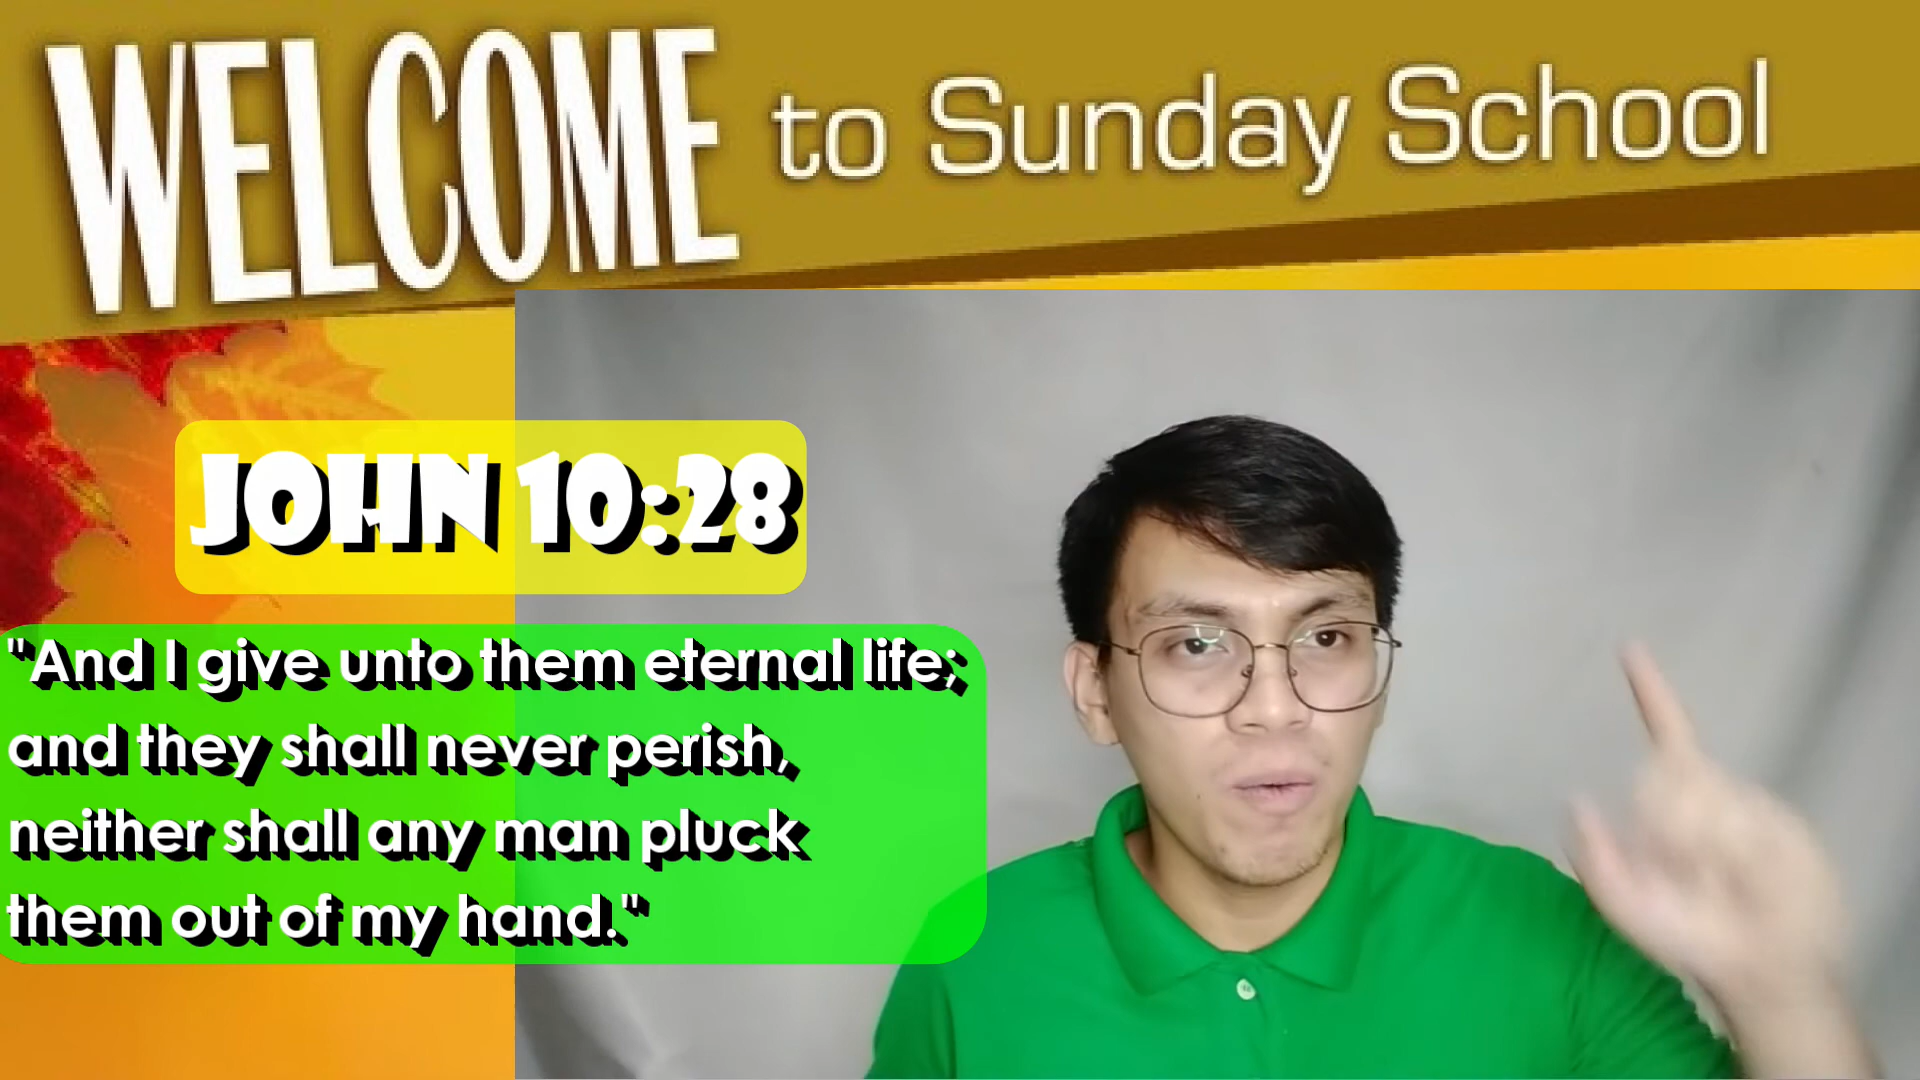 WELCOME to Sunday School
JOHN 10:28
"And I give unto them eternal life;
and they shall never perish,
neither shall any man pluck
them out of my hand."